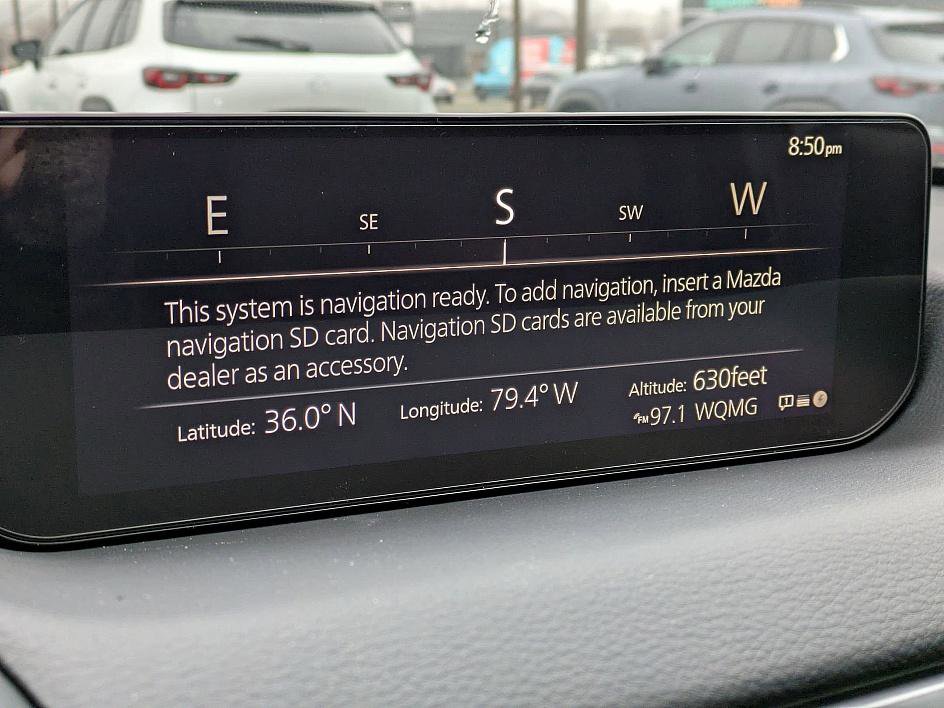 8:50pm
E SE S SW W
This system is navigation ready. To add navigation, insert a Mazda
navigation SD card. Navigation SD cards are available from your
dealer as an accessory.
Latitude: 36.0° N Longitude: 79.4° W Altitude: 630feet
FM 97.1 WQMG